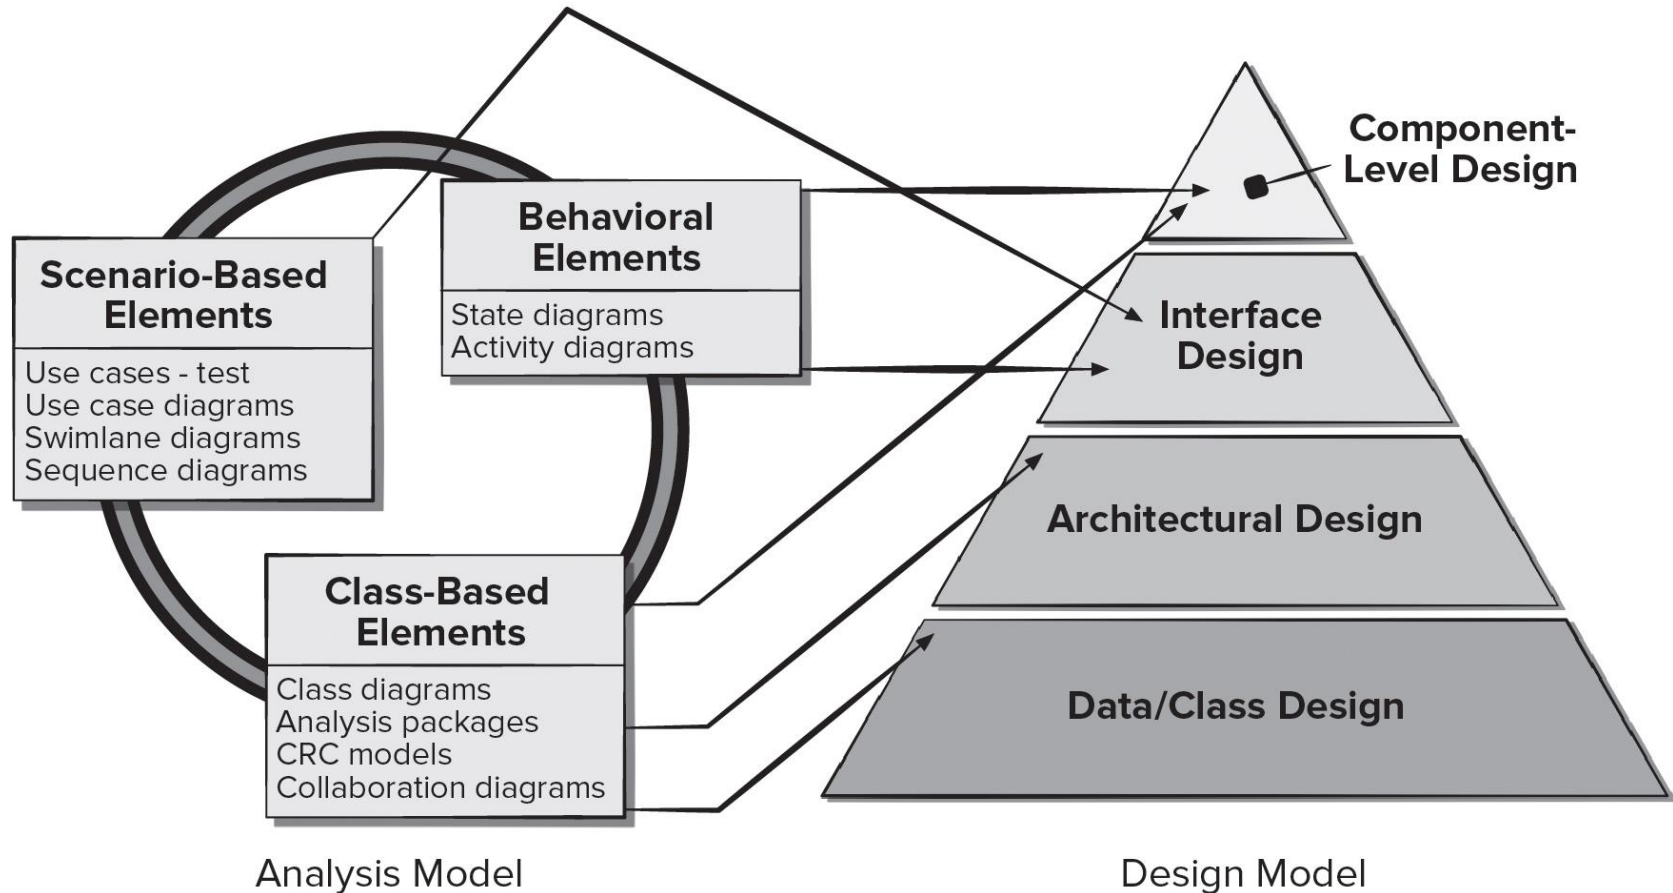 Scenario-Based
Elements
Use cases - test
Use case diagrams
Swimlane diagrams
Sequence diagrams
Behavioral
Elements
State diagrams
Activity diagrams
Class-Based
Elements
Class diagrams
Analysis packages
CRC models
Collaboration diagrams
Analysis Model
Component-
Level Design
Interface
Design
Architectural Design
Data/Class Design
Design Model